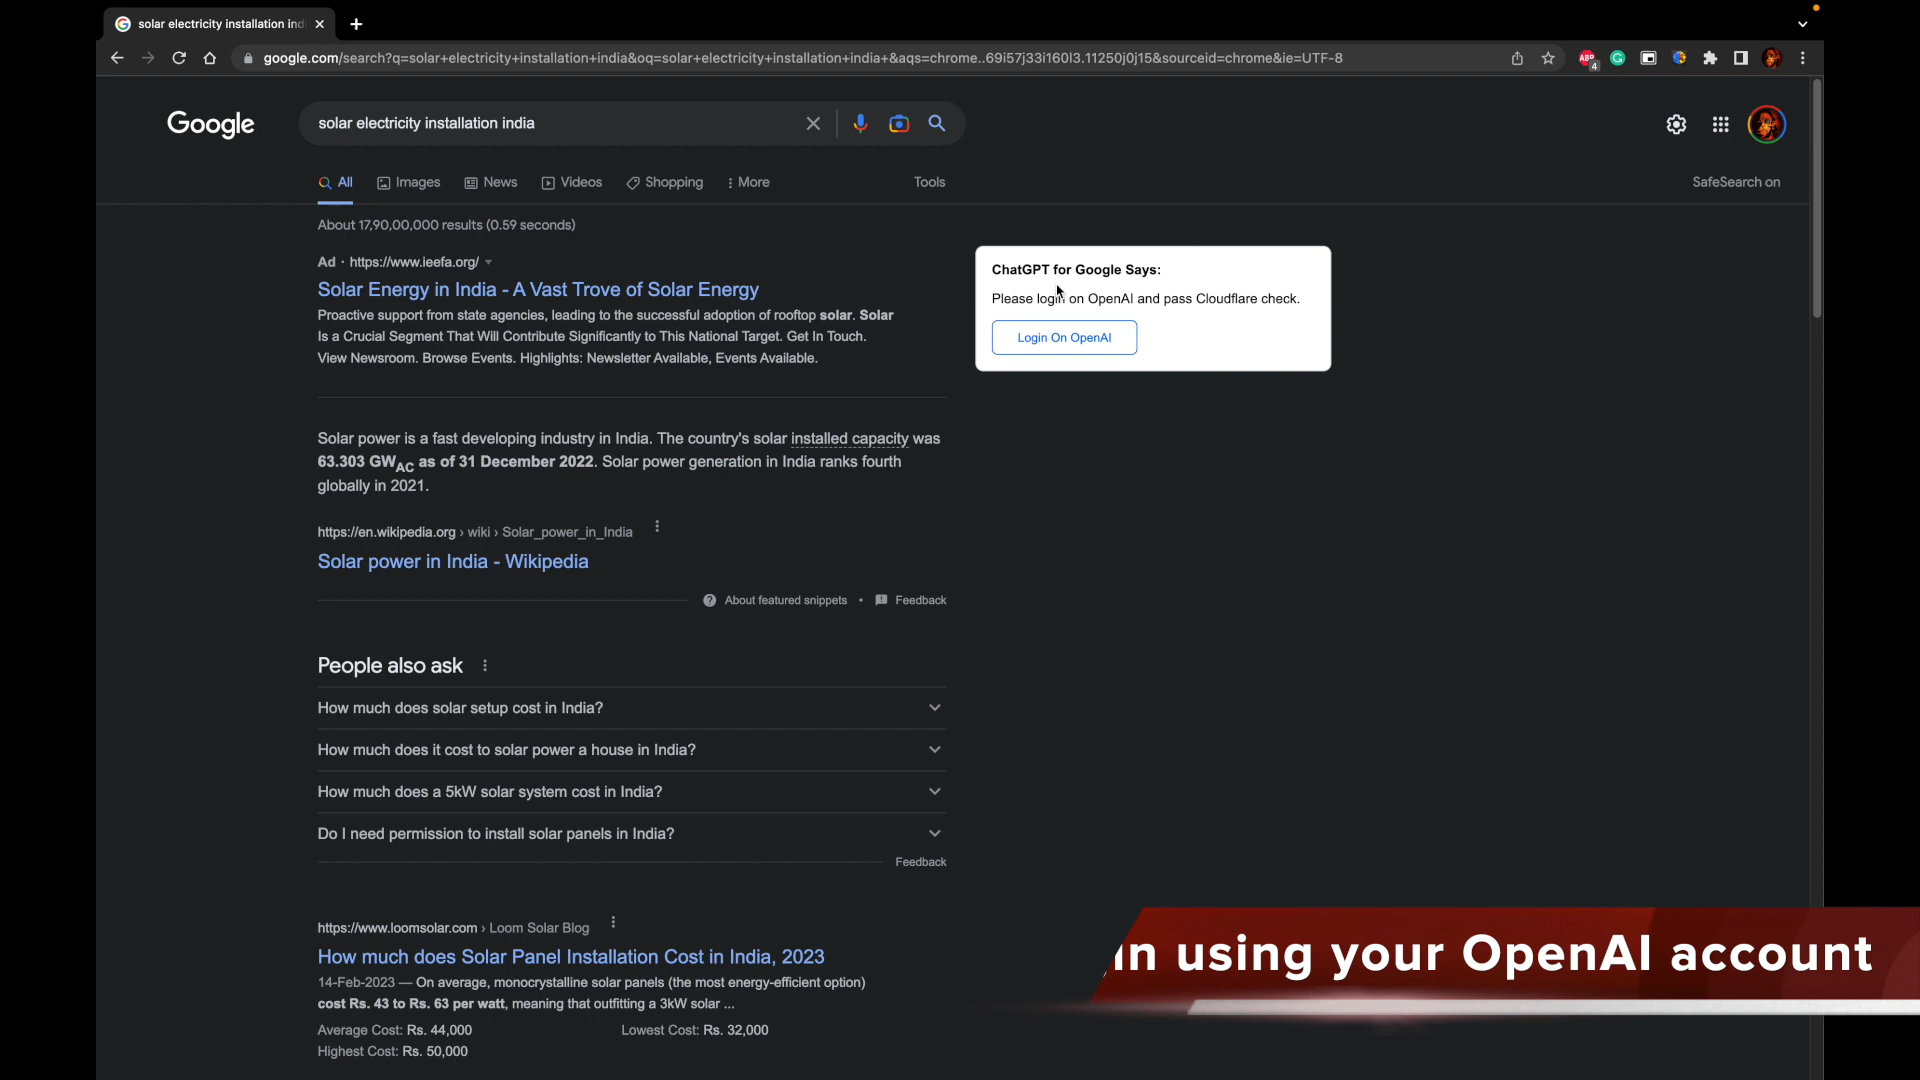 solar electricity installation ind
google.com/search?q=solar+electricity+installation+india&oq=solar+electricity+installation+india+&aqs=chrome..69i57j33i160l3.11250j0j15&sourceid=chrome&ie=UTF-8
ABP
4
Google
solar electricity installation india
All
Images
News
Videos
Shopping
More
Tools
SafeSearch on
About 17,90,00,000 results (0.59 seconds)
Ad · https://www.ieefa.org/
Solar Energy in India - A Vast Trove of Solar Energy
Proactive support from state agencies, leading to the successful adoption of rooftop solar. Solar
Is a Crucial Segment That Will Contribute Significantly to This National Target. Get In Touch.
View Newsroom. Browse Events. Highlights: Newsletter Available, Events Available.
ChatGPT for Google Says:
Please login on OpenAI and pass Cloudflare check.
Login On OpenAI
Solar power is a fast developing industry in India. The country's solar installed capacity was
63.303 GWAC as of 31 December 2022. Solar power generation in India ranks fourth
globally in 2021.
https://en.wikipedia.org › wiki › Solar_power_in_India
Solar power in India - Wikipedia
About featured snippets • Feedback
People also ask
How much does solar setup cost in India?
How much does it cost to solar power a house in India?
How much does a 5kW solar system cost in India?
Do I need permission to install solar panels in India?
Feedback
https://www.loomsolar.com › Loom Solar Blog
How much does Solar Panel Installation Cost in India, 2023
14-Feb-2023 — On average, monocrystalline solar panels (the most energy-efficient option)
cost Rs. 43 to Rs. 63 per watt, meaning that outfitting a 3kW solar ...
Average Cost: Rs. 44,000
Lowest Cost: Rs. 32,000
Highest Cost: Rs. 50,000
in using your OpenAI account